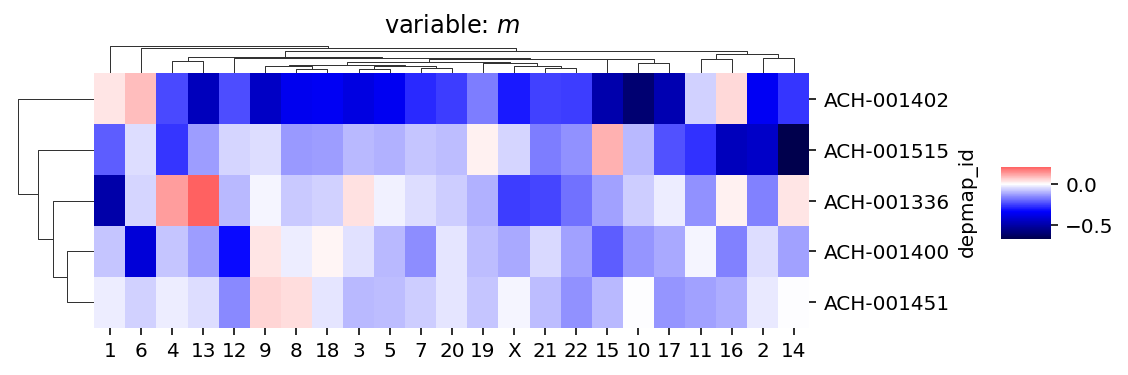 variable: m
ACH-001402
ACH-001515
ACH-001336
ACH-001400
ACH-001451
depmap_id
0.0
−0.5
1 6 4 13 12 9 8 18 3 5 7 20 19 X 21 22 15 10 17 11 16 2 14